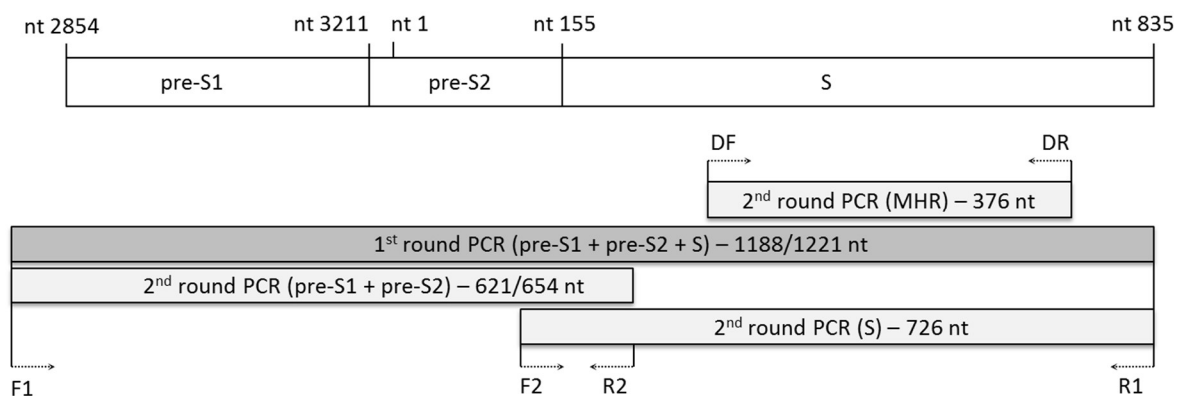 nt 2854 nt 3211 nt 1 nt 155 nt 835
pre-S1 pre-S2 S
DF DR
2nd round PCR (MHR) – 376 nt
1st round PCR (pre-S1 + pre-S2 + S) – 1188/1221 nt
2nd round PCR (pre-S1 + pre-S2) – 621/654 nt
2nd round PCR (S) – 726 nt
F1 F2 R2 R1